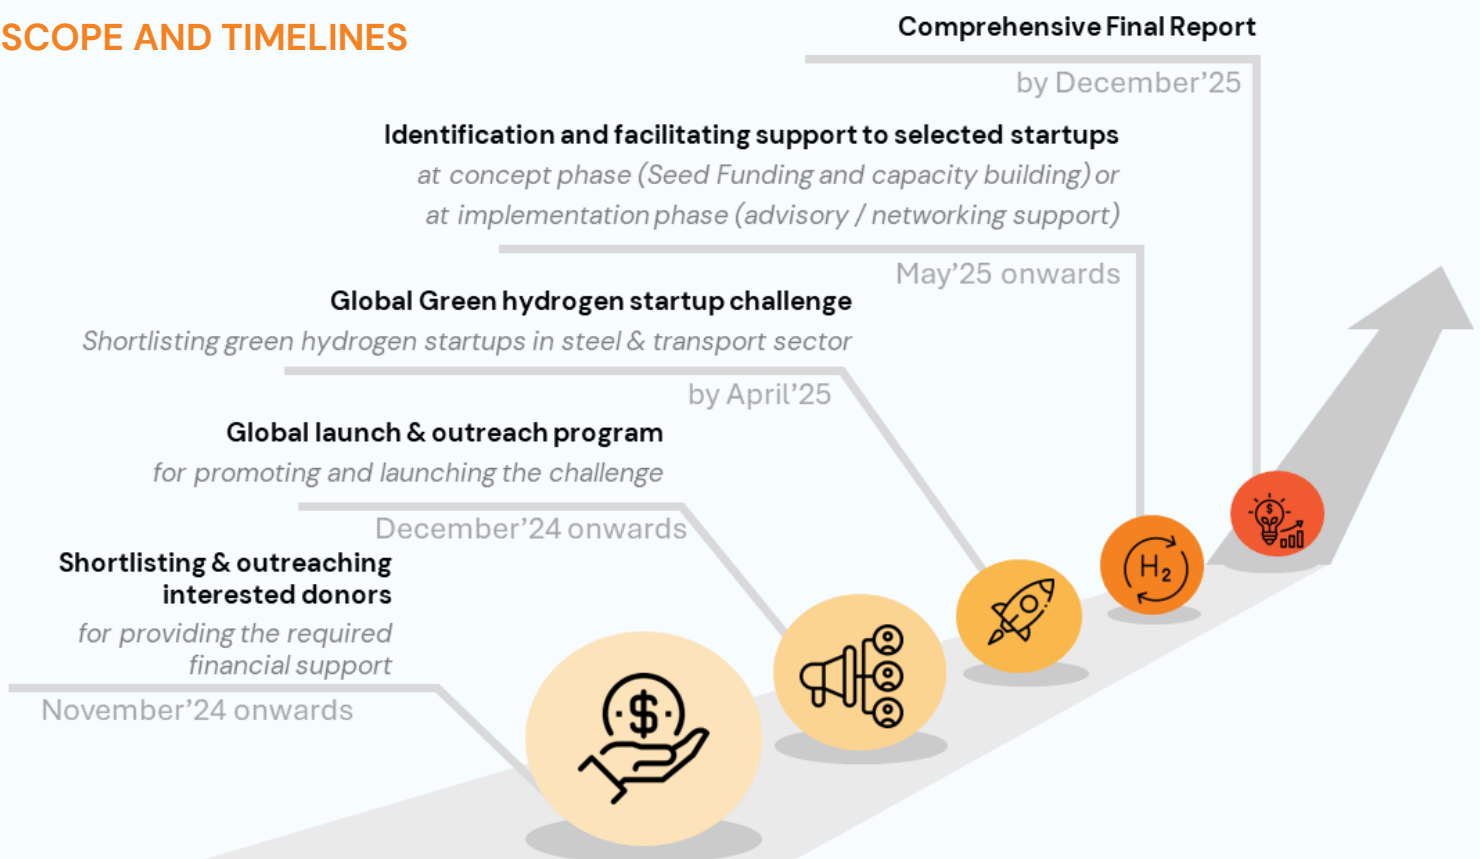 SCOPE AND TIMELINES
Comprehensive Final Report
by December’25
Identification and facilitating support to selected startups
at concept phase (Seed Funding and capacity building) or
at implementation phase (advisory / networking support)
May’25 onwards
Global Green hydrogen startup challenge
Shortlisting green hydrogen startups in steel & transport sector
by April’25
Global launch & outreach program
for promoting and launching the challenge
December’24 onwards
Shortlisting & outreaching
interested donors
for providing the required
financial support
November’24 onwards
$
H2
$